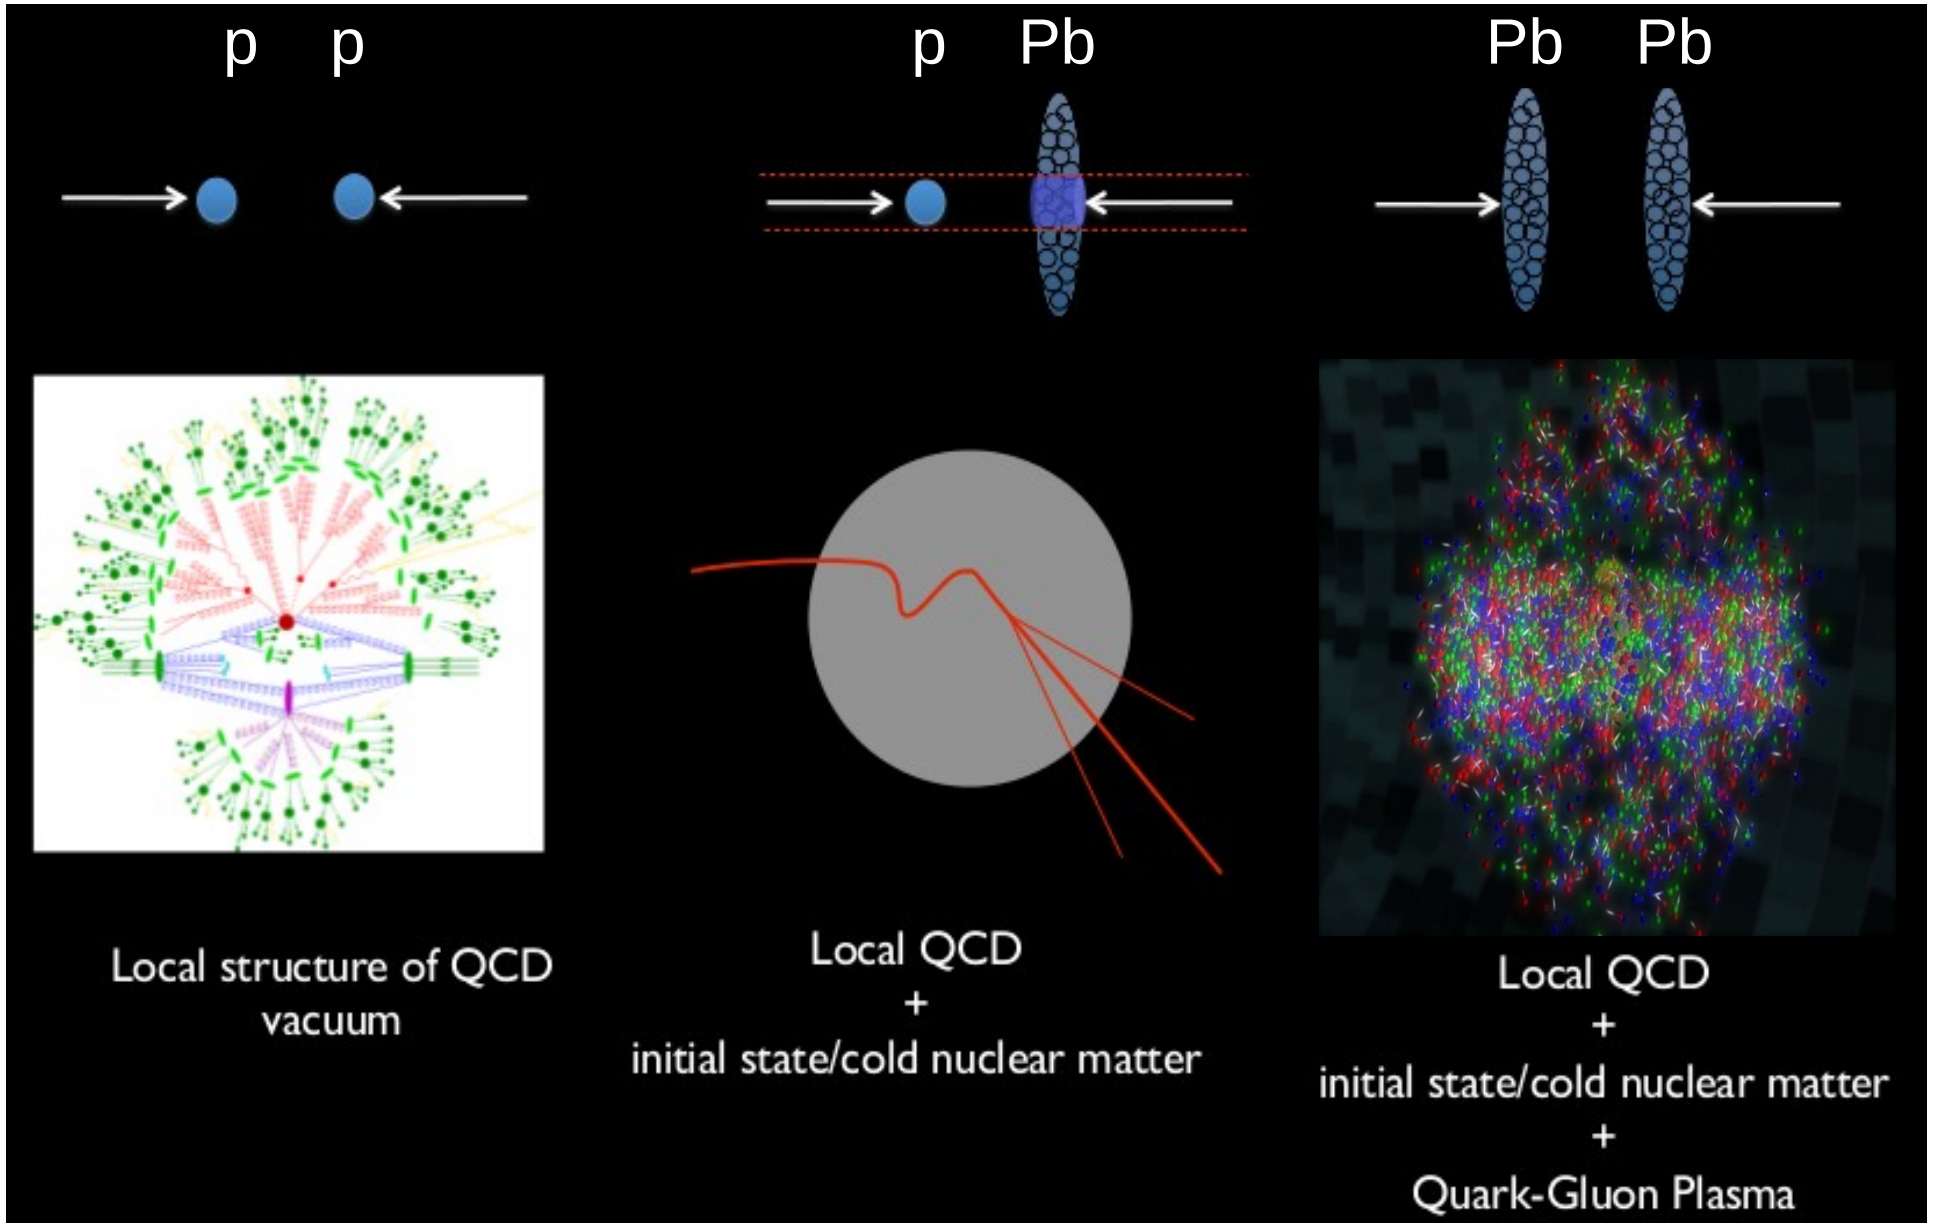 p p
p Pb
Pb Pb
Local structure of QCD
vacuum
Local QCD
+
initial state/cold nuclear matter
Local QCD
+
initial state/cold nuclear matter
+
Quark-Gluon Plasma